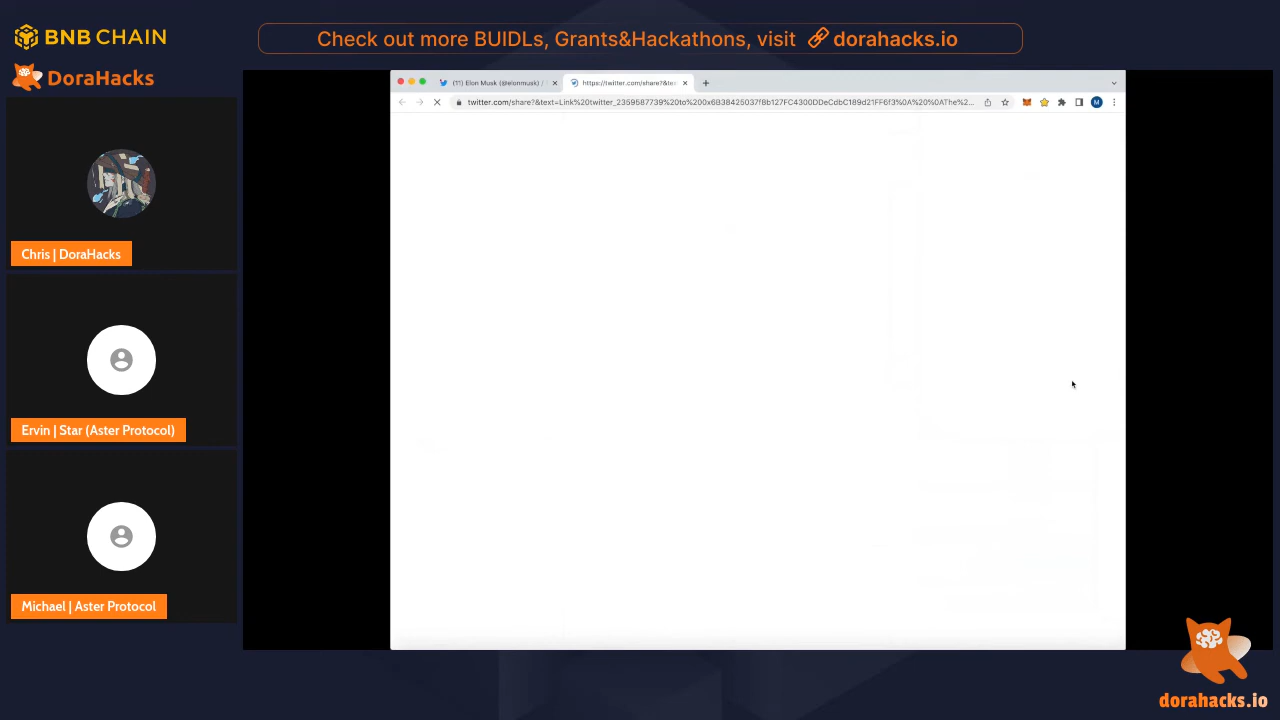 BNB CHAIN
DoraHacks
Check out more BUIDLs, Grants&Hackathons, visit dorahacks.io
(11) Elon Musk (@elonmusk) /
https://twitter.com/share?&te
twitter.com/share?&text=Link%20twitter_2359587739%20to%200x6B38425037f8b127FC4300DDeCdbC189d21FF6f3%0A%20%0AThe%2...
M
Chris | DoraHacks
Ervin | Star (Aster Protocol)
Michael | Aster Protocol
dorahacks.io